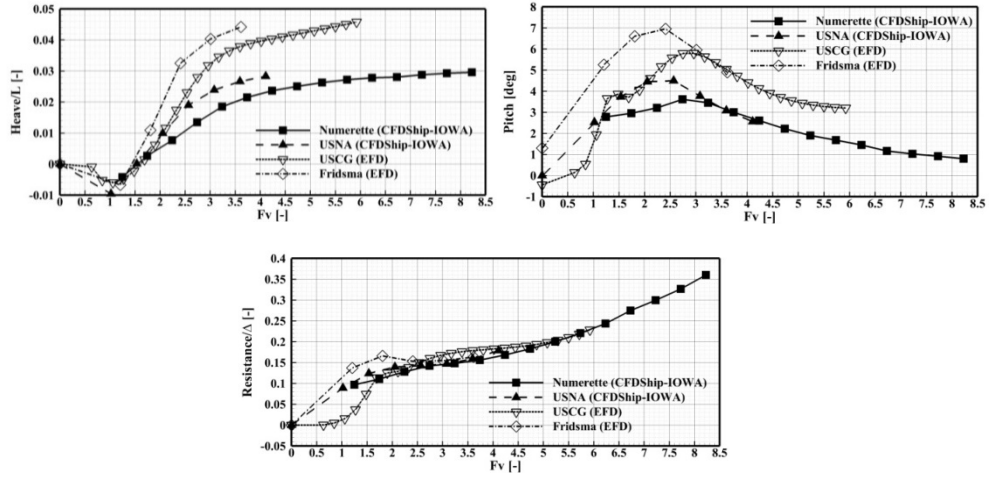 0.05
0.04
0.03
0.02
0.01
0
-0.01
Heave/L [-]
Numerette (CFDShip-IOWA)
USNA (CFDShip-IOWA)
USCG (EFD)
Fridsma (EFD)
0 0.5 1 1.5 2 2.5 3 3.5 4 4.5 5 5.5 6 6.5 7 7.5 8 8.5
Fv [-]
8
7
6
5
4
3
2
1
0
-1
Pitch [deg]
Numerette (CFDShip-IOWA)
USNA (CFDShip-IOWA)
USCG (EFD)
Fridsma (EFD)
0 0.5 1 1.5 2 2.5 3 3.5 4 4.5 5 5.5 6 6.5 7 7.5 8 8.5
Fv [-]
0.4
0.35
0.3
0.25
0.2
0.15
0.1
0.05
0
-0.05
Resistance/Δ [-]
Numerette (CFDShip-IOWA)
USNA (CFDShip-IOWA)
USCG (EFD)
Fridsma (EFD)
0 0.5 1 1.5 2 2.5 3 3.5 4 4.5 5 5.5 6 6.5 7 7.5 8 8.5
Fv [-]